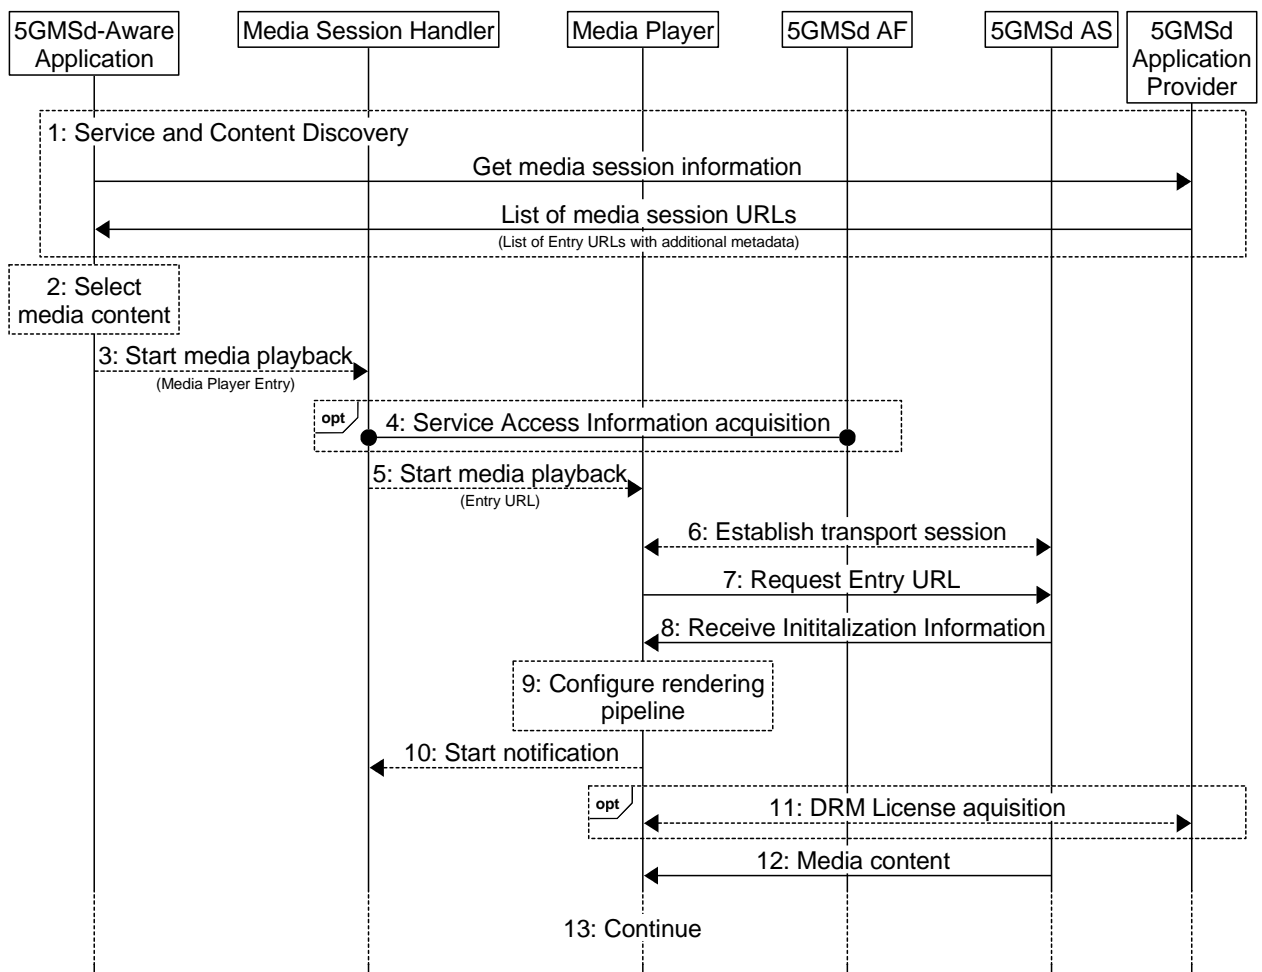 5GMSd-Aware
Application
Media Session Handler
Media Player
5GMSd AF
5GMSd AS
5GMSd
Application
Provider
1: Service and Content Discovery
Get media session information
List of media session URLs
(List of Entry URLs with additional metadata)
2: Select
media content
3: Start media playback
(Media Player Entry)
opt
4: Service Access Information acquisition
5: Start media playback
(Entry URL)
6: Establish transport session
7: Request Entry URL
8: Receive Inititalization Information
9: Configure rendering
pipeline
10: Start notification
opt
11: DRM License aquisition
12: Media content
13: Continue